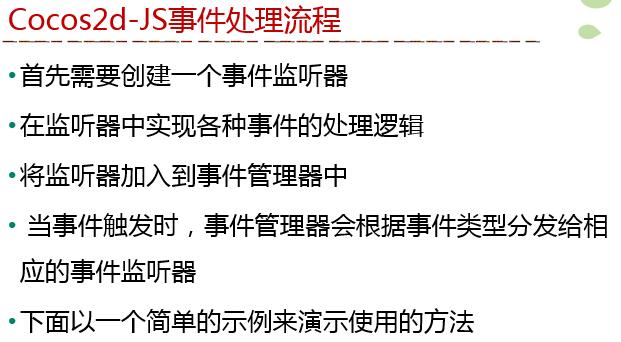 Cocos2d-JS事件处理流程
•首先需要创建一个事件监听器
•在监听器中实现各种事件的处理逻辑
•将监听器加入到事件管理器中
• 当事件触发时，事件管理器会根据事件类型分发给相
应的事件监听器
•下面以一个简单的示例来演示使用的方法